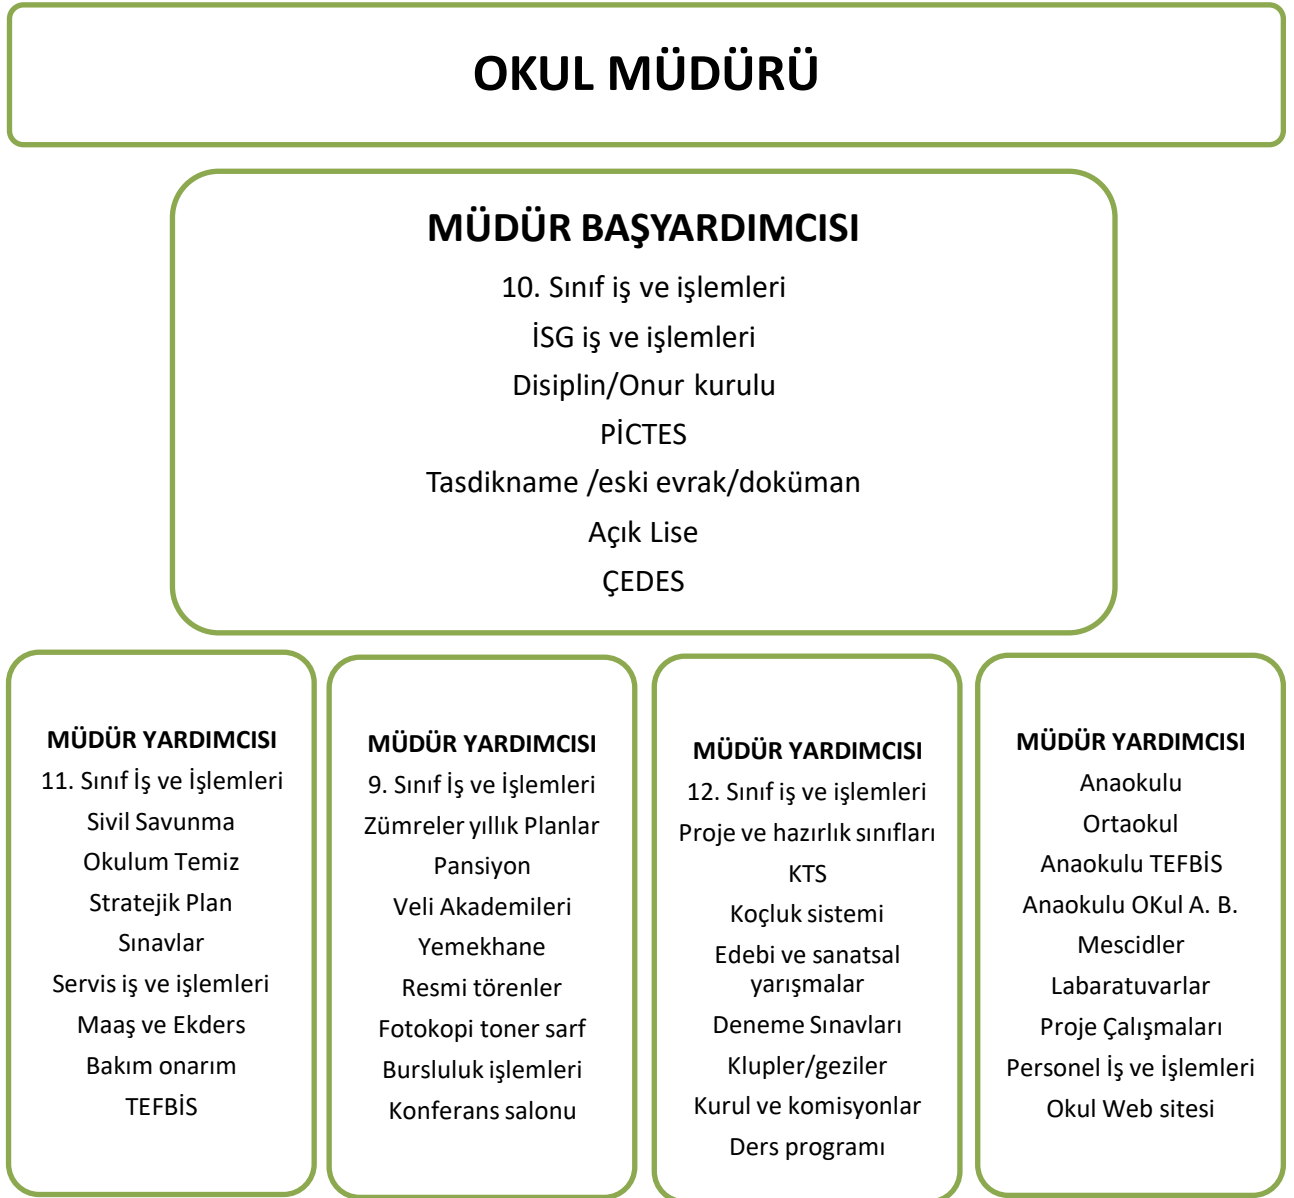 OKUL MÜDÜRÜ
MÜDÜR BAŞYARDIMCISI
10. Sınıf iş ve işlemleri
İSG iş ve işlemleri
Disiplin/Onur kurulu
PİCTES
Tasdikname /eski evrak/doküman
Açık Lise
ÇEDES
MÜDÜR YARDIMCISI
11. Sınıf İş ve İşlemleri
Sivil Savunma
Okulum Temiz
Stratejik Plan
Sınavlar
Servis iş ve işlemleri
Maaş ve Ekders
Bakım onarım
TEFBİS
MÜDÜR YARDIMCISI
9. Sınıf İş ve İşlemleri
Zümreler yıllık Planlar
Pansiyon
Veli Akademileri
Yemekhane
Resmi törenler
Fotokopi toner sarf
Bursluluk işlemleri
Konferans salonu
MÜDÜR YARDIMCISI
12. Sınıf iş ve işlemleri
Proje ve hazırlık sınıfları
KTS
Koçluk sistemi
Edebi ve sanatsal
yarışmalar
Deneme Sınavları
Klupler/geziler
Kurul ve komisyonlar
Ders programı
MÜDÜR YARDIMCISI
Anaokulu
Ortaokul
Anaokulu TEFBİS
Anaokulu OKul A. B.
Mescidler
Labaratuvarlar
Proje Çalışmaları
Personel İş ve İşlemleri
Okul Web sitesi